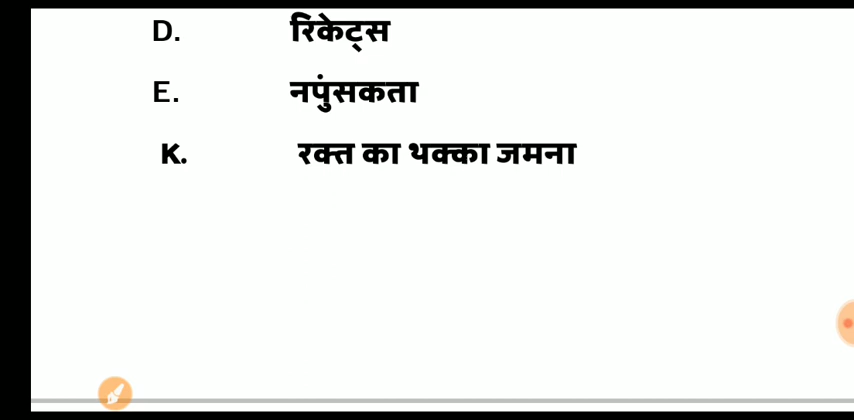 D. रिकेट्स
E. नपुंसकता
K. रक्त का थक्का जमना